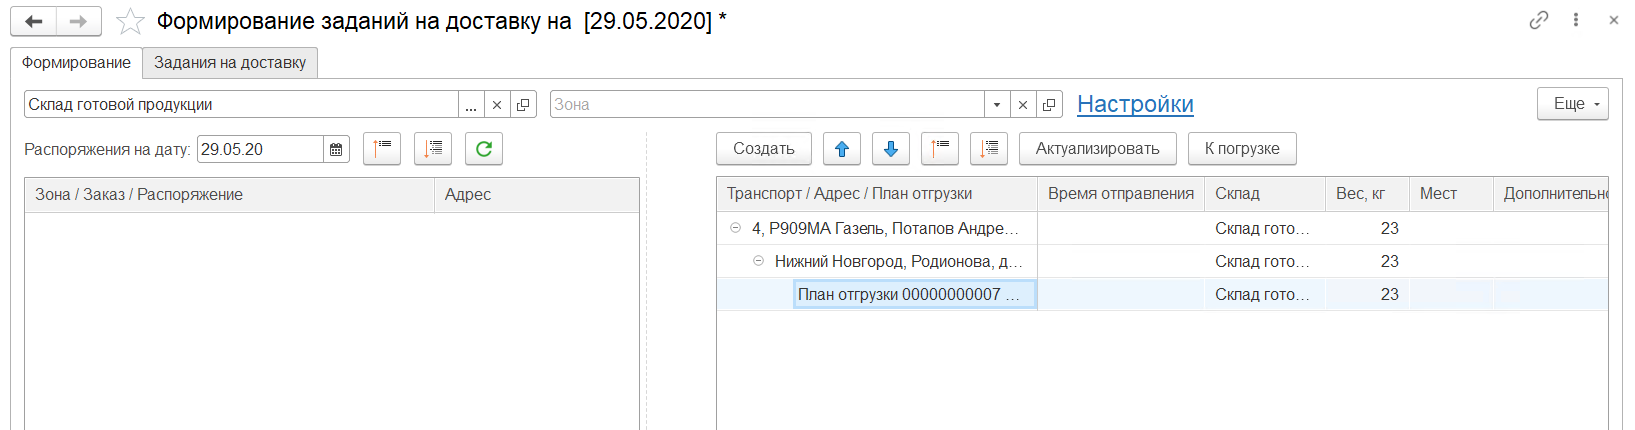 Формирование заданий на доставку на [29.05.2020] *
Формирование Задания на доставку
Склад готовой продукции ... Зона Настройки Еще
Распоряжения на дату: 29.05.20 Создать Актуализировать К погрузке
Зона / Заказ / Распоряжение Адрес Транспорт / Адрес / План отгрузки Время отправления Склад Вес, кг Мест Дополнительно
4, Р909МА Газель, Потапов Андре... Склад гото... 23
Нижний Новгород, Родионова, д... Склад гото... 23
План отгрузки 00000000007 ... Склад гото... 23